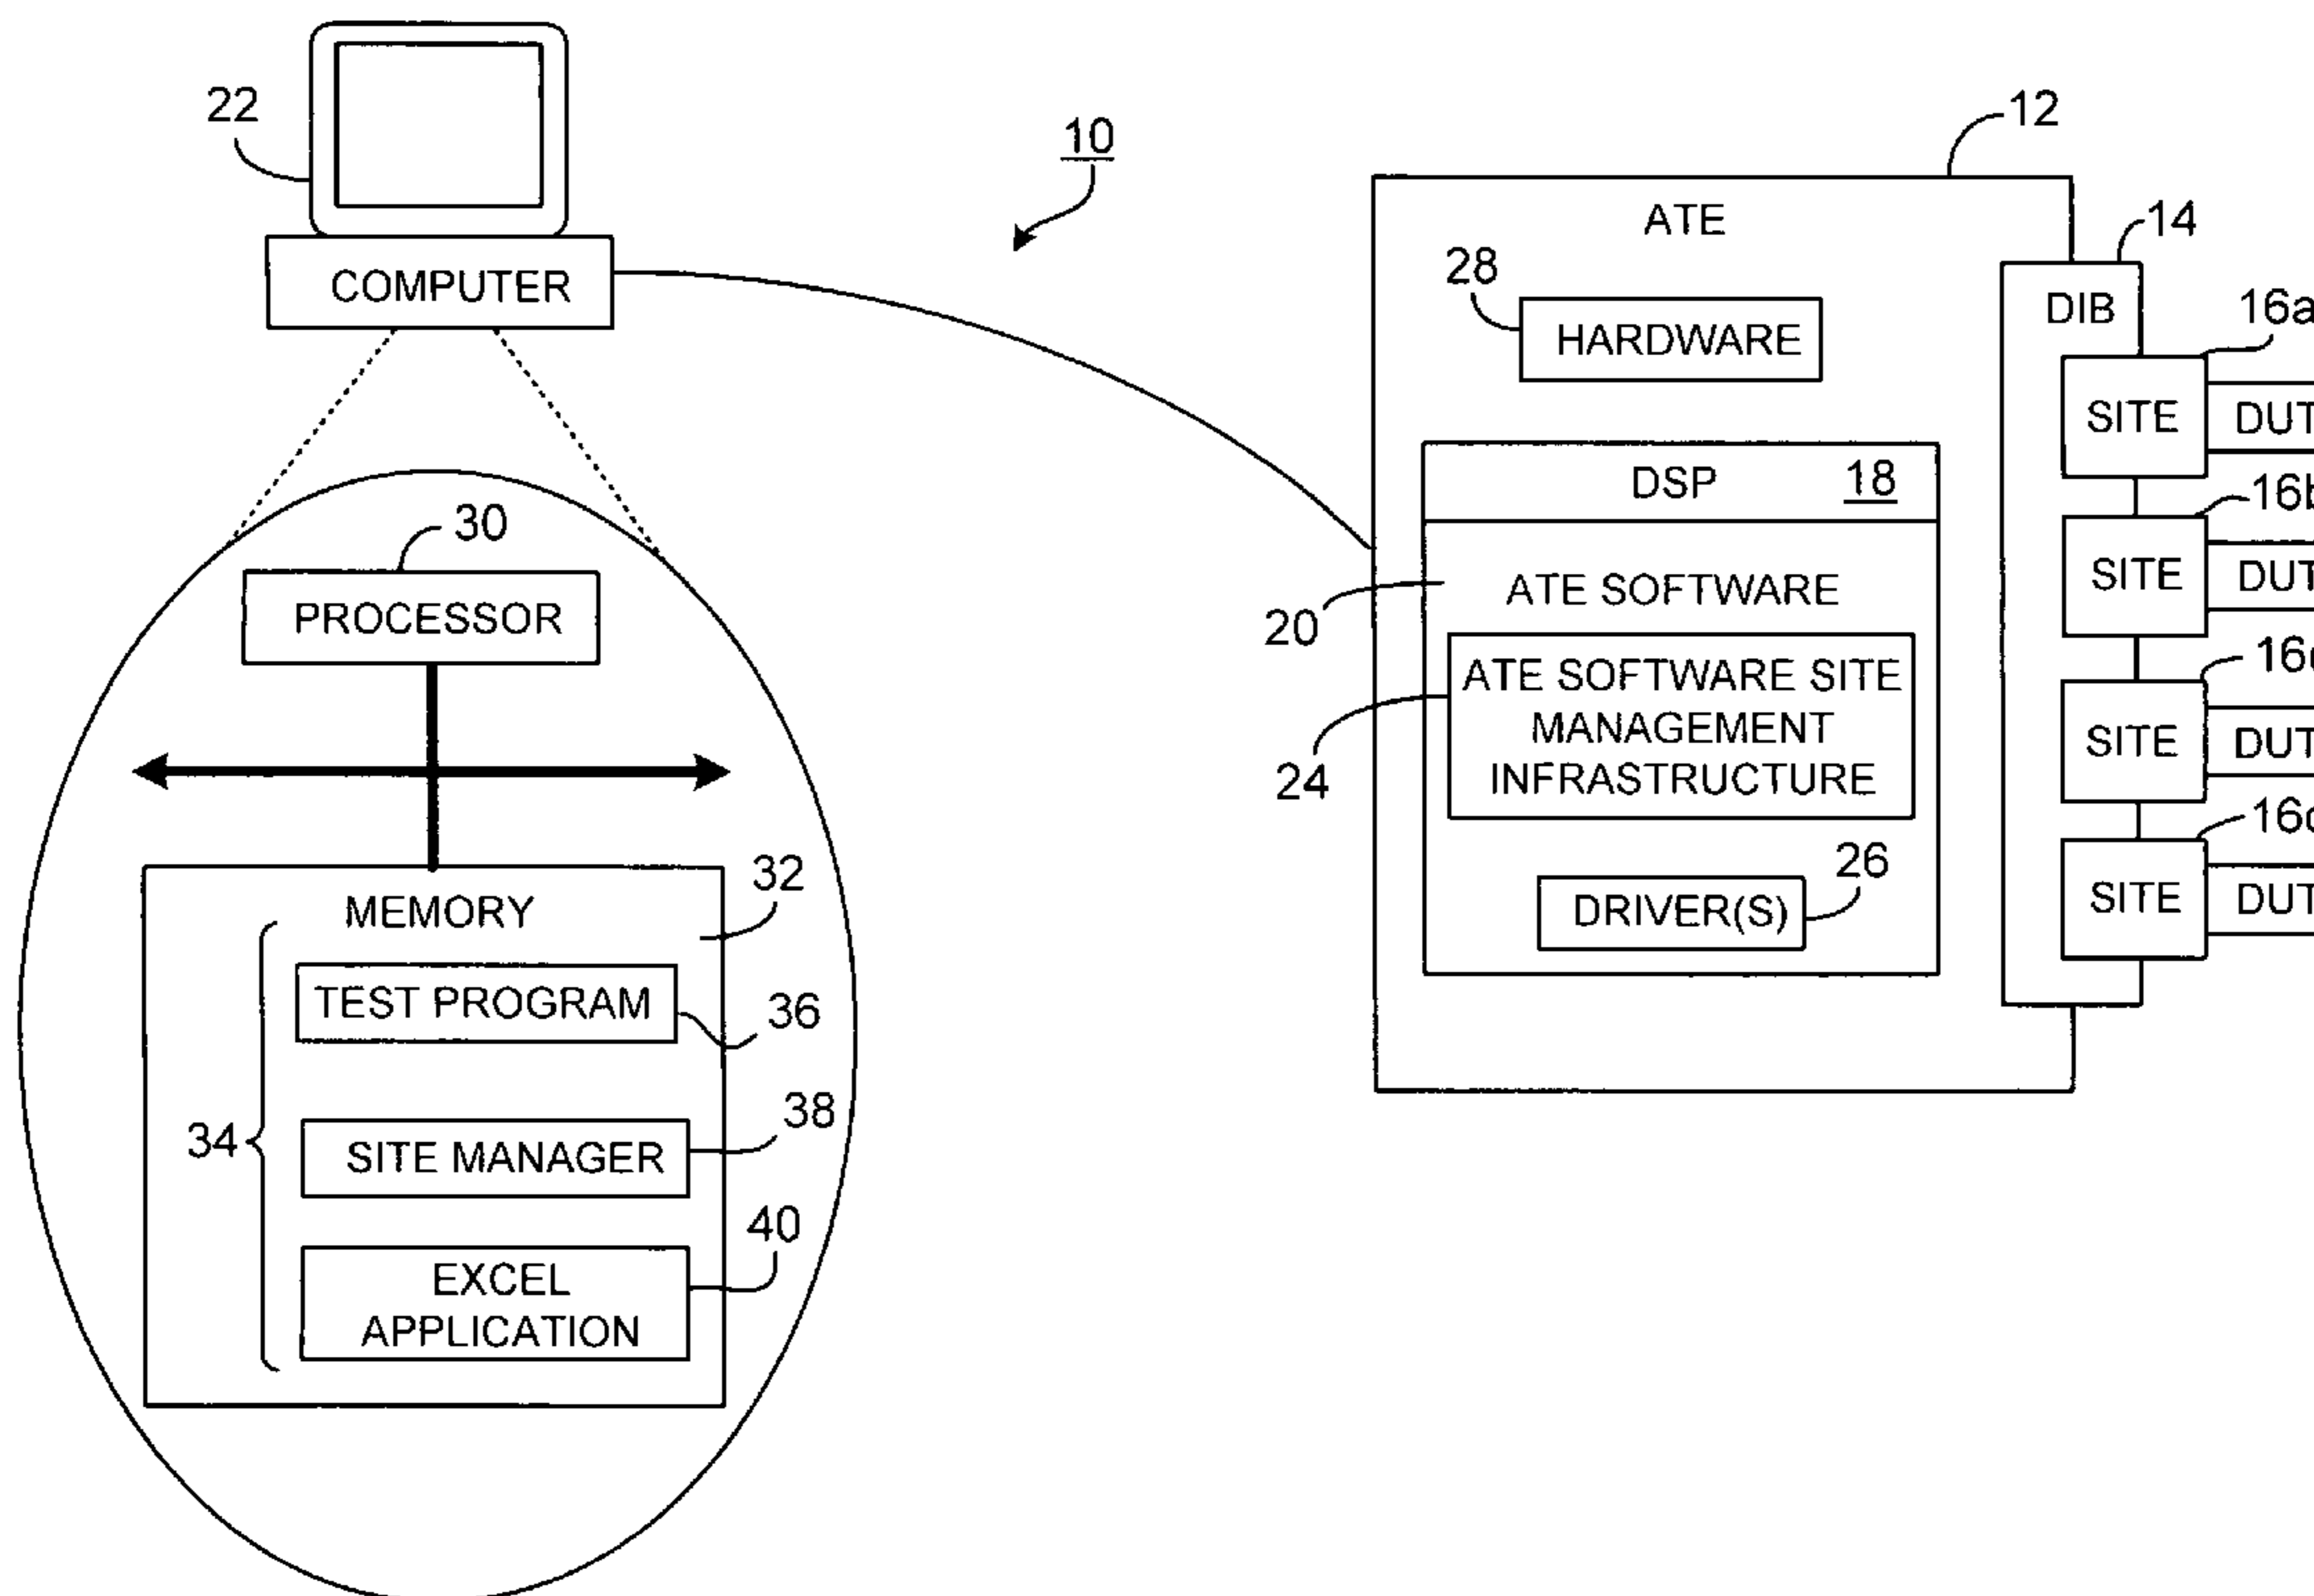 22
10
12
ATE
14
COMPUTER
28
HARDWARE
DIB
16a
SITE
DUT
DSP
18
16b
30
PROCESSOR
20
ATE SOFTWARE
SITE
DUT
ATE SOFTWARE SITE
MANAGEMENT
INFRASTRUCTURE
24
SITE
DUT
MEMORY
32
26
DRIVER(S)
SITE
DUT
TEST PROGRAM
36
34
SITE MANAGER
38
40
EXCEL
APPLICATION